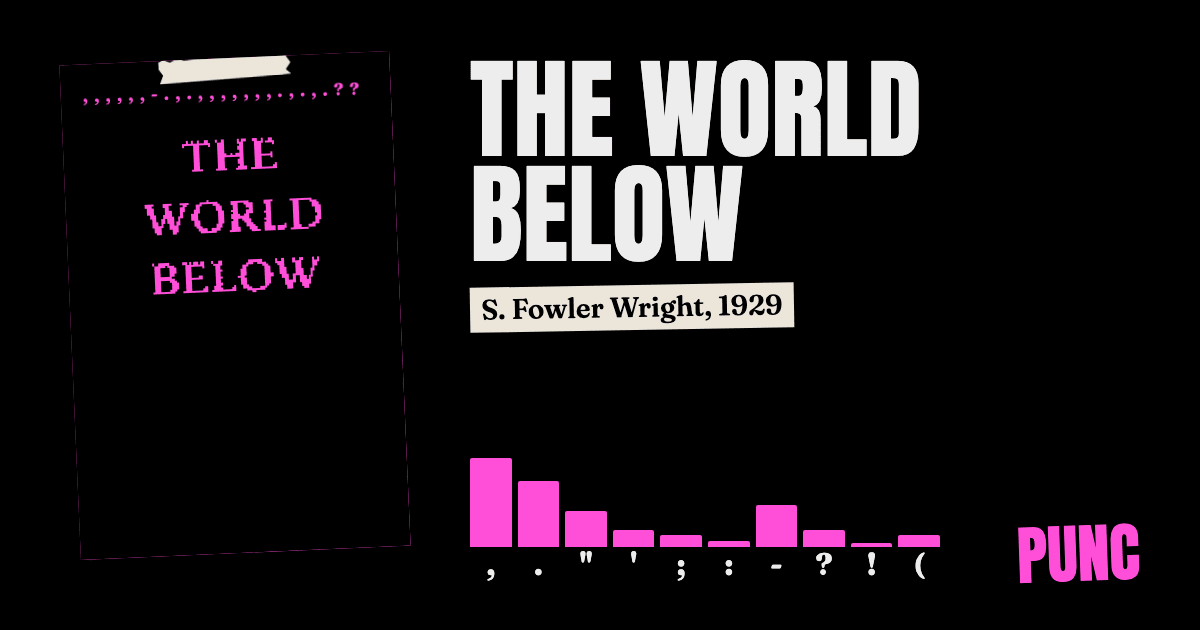 ,,,,,,-.,.,,,,,,,.,.,.??
THE
WORLD
BELOW
THE WORLD
BELOW
S. Fowler Wright, 1929
, . " ' ; : - ? ! (
PUNC